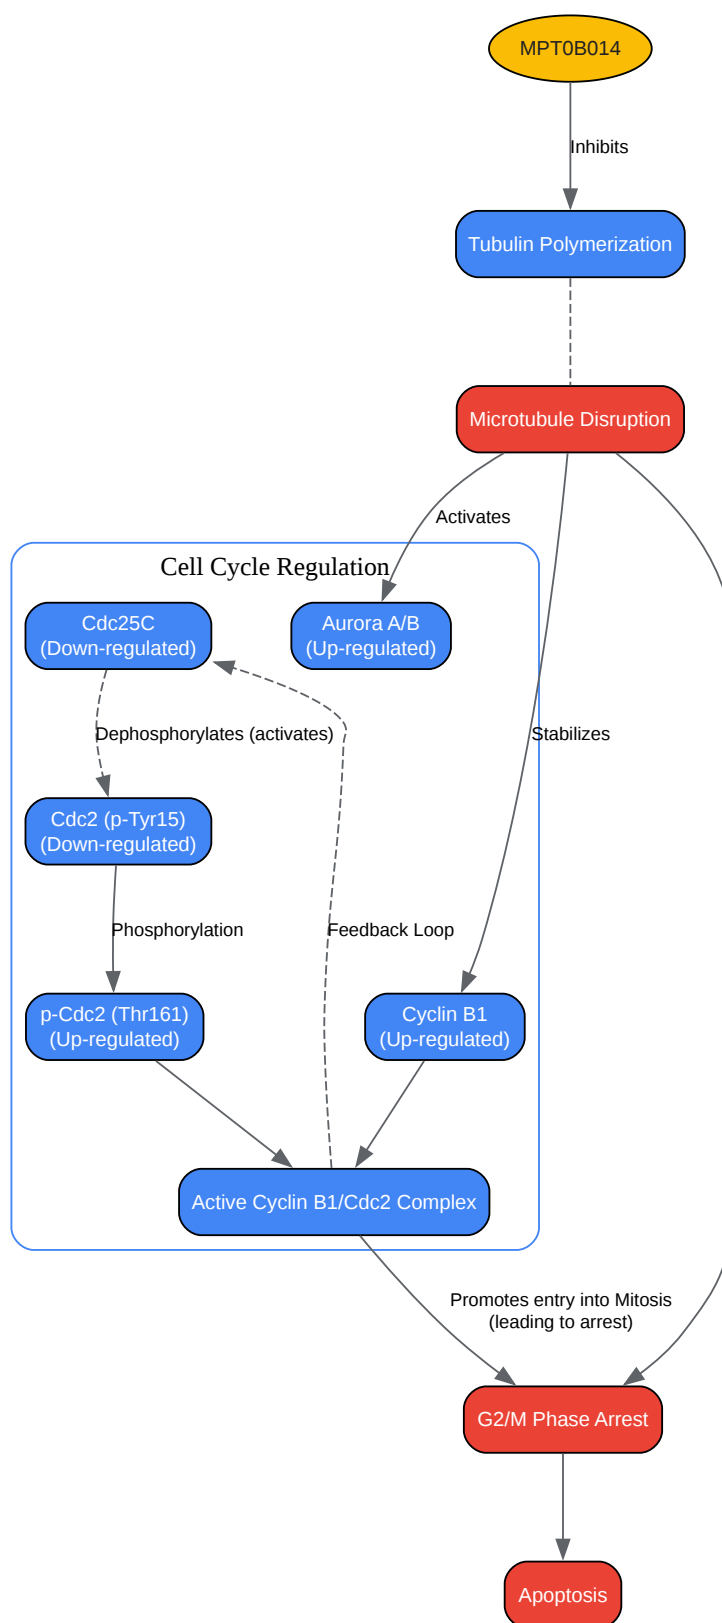 MPT0B014
Inhibits
Tubulin Polymerization
Microtubule Disruption
Activates
Cell Cycle Regulation
Cdc25C
(Down-regulated)
Aurora A/B
(Up-regulated)
Dephosphorylates (activates)
Stabilizes
Cdc2 (p-Tyr15)
(Down-regulated)
Phosphorylation
Feedback Loop
p-Cdc2 (Thr161)
(Up-regulated)
Cyclin B1
(Up-regulated)
Active Cyclin B1/Cdc2 Complex
Promotes entry into Mitosis
(leading to arrest)
G2/M Phase Arrest
Apoptosis